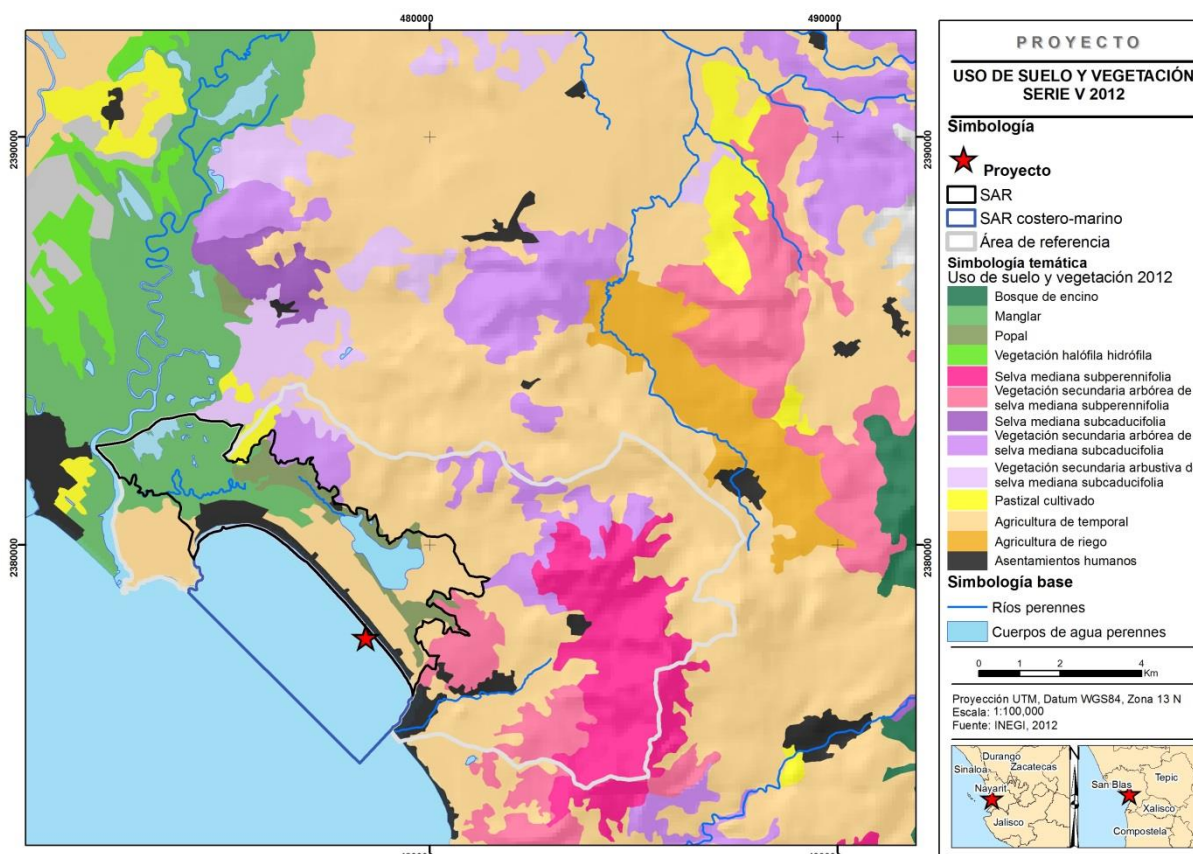 480000
490000
2390000
2390000
2380000
2380000
PROYECTO
USO DE SUELO Y VEGETACIÓN
SERIE V 2012
Simbología
Proyecto
SAR
SAR costero-marino
Área de referencia
Simbología temática
Uso de suelo y vegetación 2012
Bosque de encino
Manglar
Popal
Vegetación halófila hidrófila
Selva mediana subperennifolia
Vegetación secundaria arbórea de
selva mediana subperennifolia
Selva mediana subcaducifolia
Vegetación secundaria arbórea de
selva mediana subcaducifolia
Vegetación secundaria arbustiva d
selva mediana subcaducifolia
Pastizal cultivado
Agricultura de temporal
Agricultura de riego
Asentamientos humanos
Simbología base
Ríos perennes
Cuerpos de agua perennes
0 1 2 4
Km
Proyección UTM, Datum WGS84, Zona 13 N
Escala: 1:100,000
Fuente: INEGI, 2012
Durango
Sinaloa
Zacatecas
Nayarit
Jalisco
N
San Blas
Tepic
Xalisco
Compostela